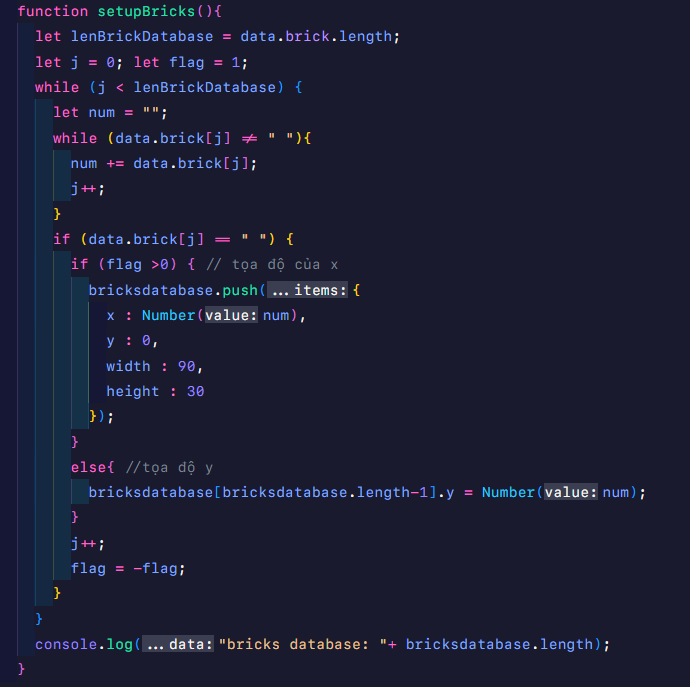 function setupBricks(){
let lenBrickDatabase = data.brick.length;
let j = 0; let flag = 1;
while (j < lenBrickDatabase) {
let num = "";
while (data.brick[j] != " "){
num += data.brick[j];
j++;
}
if (data.brick[j] == " ") {
if (flag >0) { // tọa độ của x
bricksdatabase.push(...items: {
x : Number(value: num),
y : 0,
width : 90,
height : 30
});
}
else{ //tọa độ y
bricksdatabase[bricksdatabase.length-1].y = Number(value: num);
}
j++;
flag = -flag;
}
}
console.log(...data: "bricks database: "+ bricksdatabase.length);
}